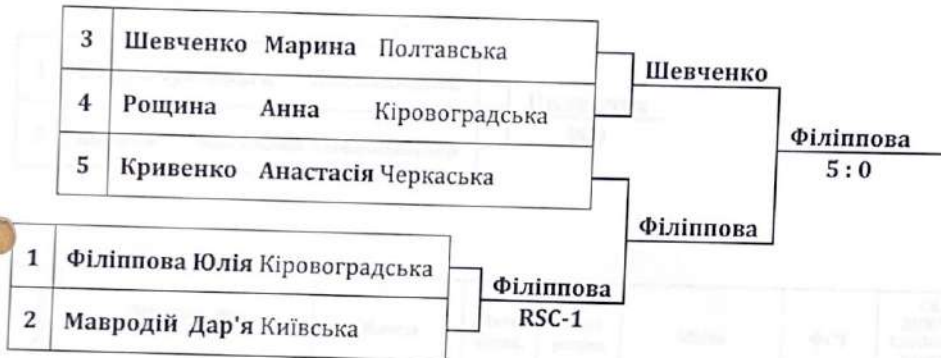 3 Шевченко Марина Полтавська
Шевченко
4 Рощина Анна Кіровоградська
Філіппова
5 : 0
5 Кривенко Анастасія Черкаська
Філіппова
1 Філіппова Юлія Кіровоградська
Філіппова
RSC-1
2 Мавродій Дар'я Київська